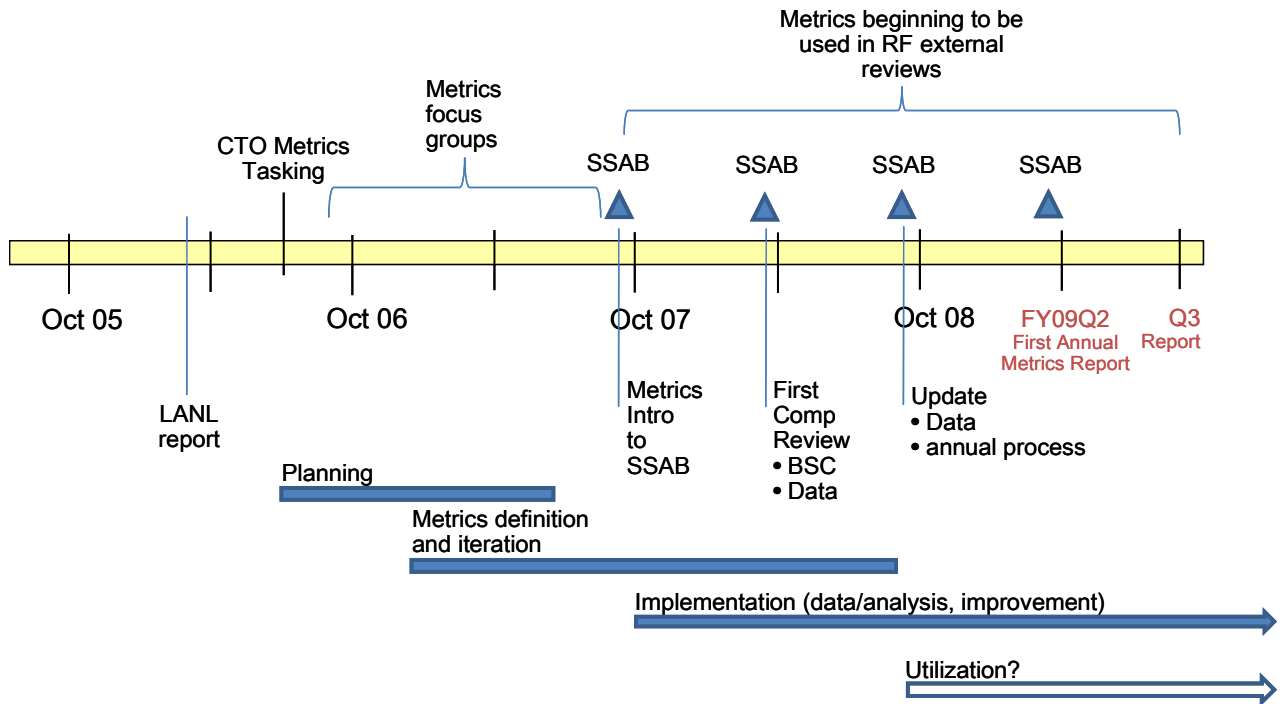 Metrics beginning to be
used in RF external
reviews
Metrics
focus
groups
CTO Metrics
Tasking
SSAB
SSAB
SSAB
SSAB
Oct 05
Oct 06
Oct 07
Oct 08
FY09Q2
First Annual
Metrics Report
Q3
Report
LANL
report
Metrics
Intro
to
SSAB
First
Comp
Review
• BSC
• Data
Update
• Data
• annual process
Planning
Metrics definition
and iteration
Implementation (data/analysis, improvement)
Utilization?